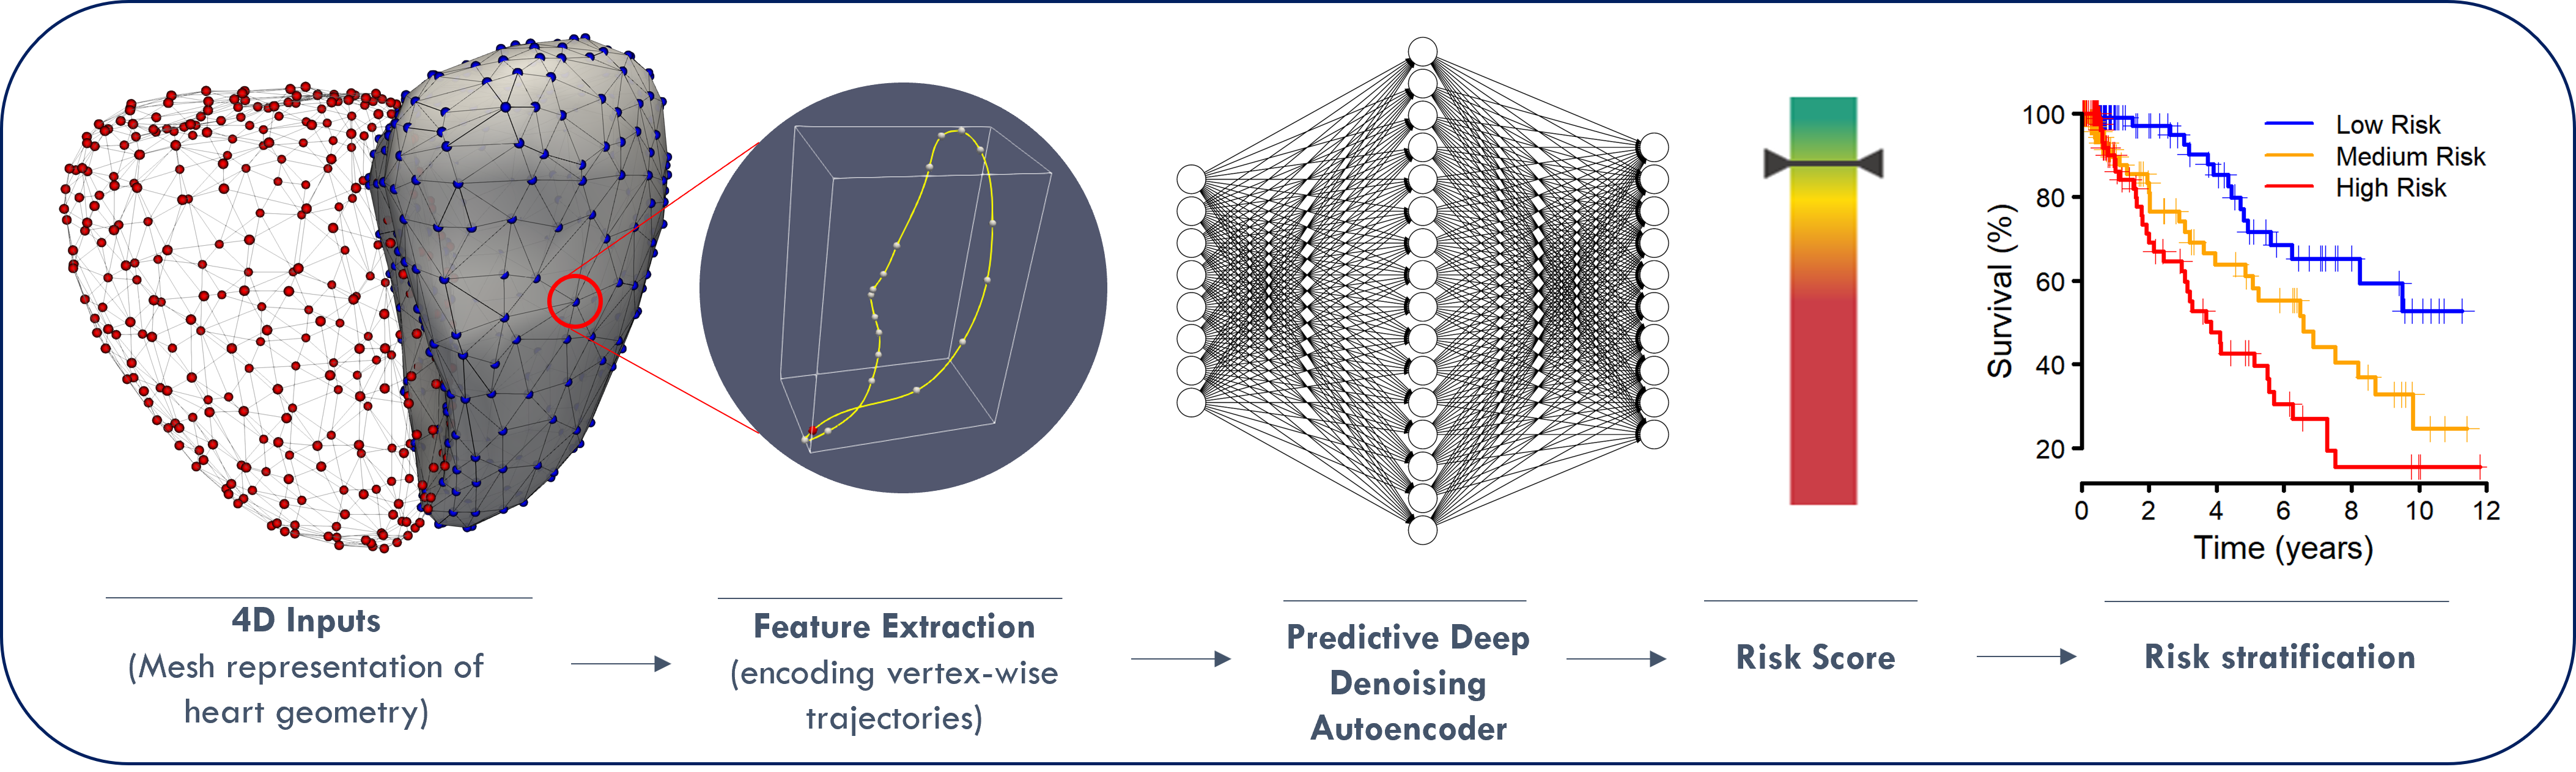 4D Inputs
(Mesh representation of
heart geometry)
Feature Extraction
(encoding vertex-wise
trajectories)
Predictive Deep
Denoising
Autoencoder
Risk Score
Risk stratification
Survival (%)
100
80
60
40
20
Low Risk
Medium Risk
High Risk
0 2 4 6 8 10 12
Time (years)